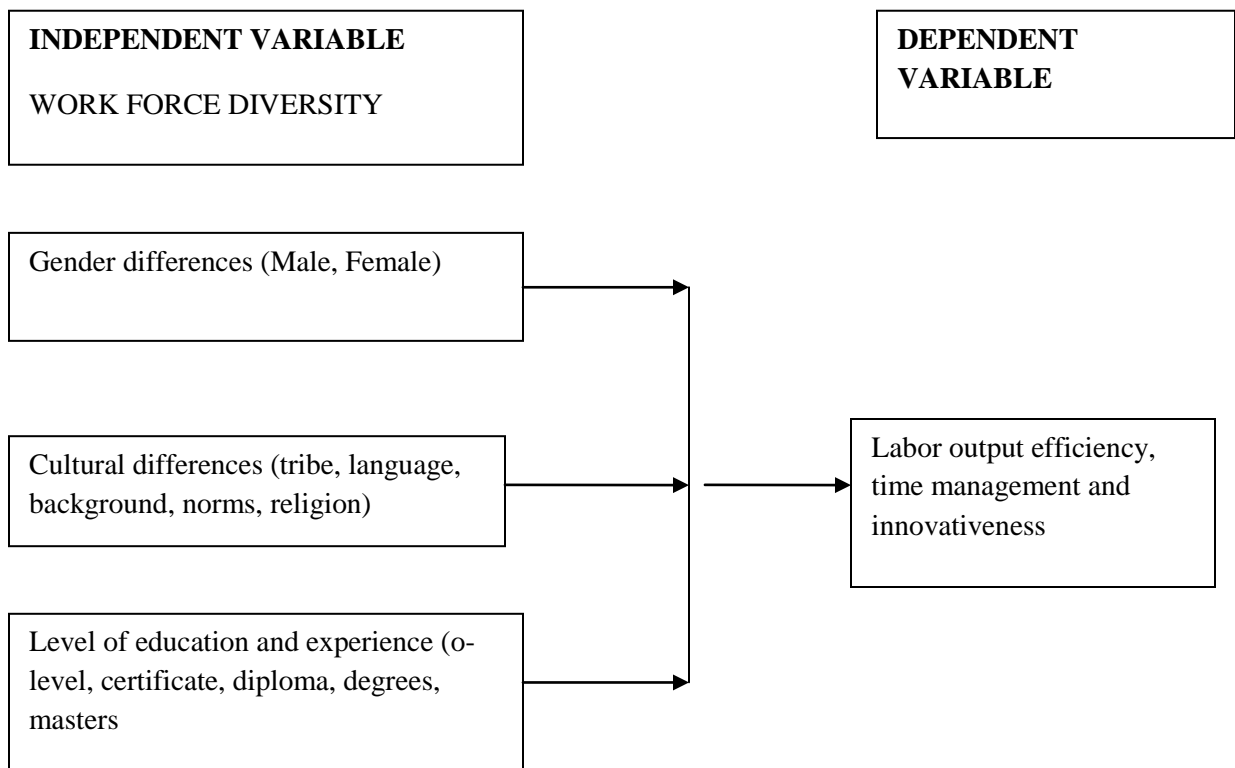 INDEPENDENT VARIABLE
WORK FORCE DIVERSITY
DEPENDENT
VARIABLE
Gender differences (Male, Female)
Cultural differences (tribe, language,
background, norms, religion)
Labor output efficiency,
time management and
innovativeness
Level of education and experience (o-
level, certificate, diploma, degrees,
masters